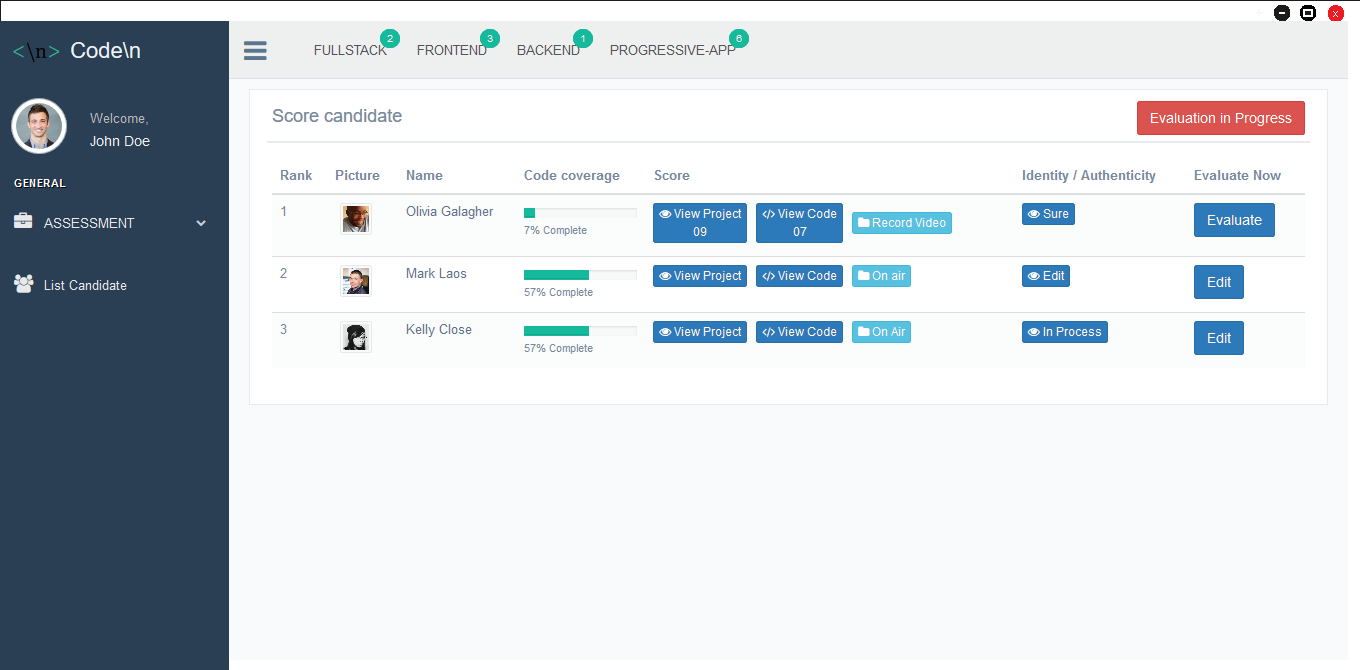 x
<\n> Code\n
FULLSTACK 2 FRONTEND 3 BACKEND 1 PROGRESSIVE-APP 6
Welcome,
John Doe
GENERAL
ASSESSMENT
List Candidate
Score candidate
Evaluation in Progress
Rank Picture Name Code coverage Score Identity / Authenticity Evaluate Now
1 Olivia Galagher 7% Complete View Project 09 </> View Code 07 Record Video Sure Evaluate
2 Mark Laos 57% Complete View Project </> View Code On air Edit Edit
3 Kelly Close 57% Complete View Project </> View Code On Air In Process Edit